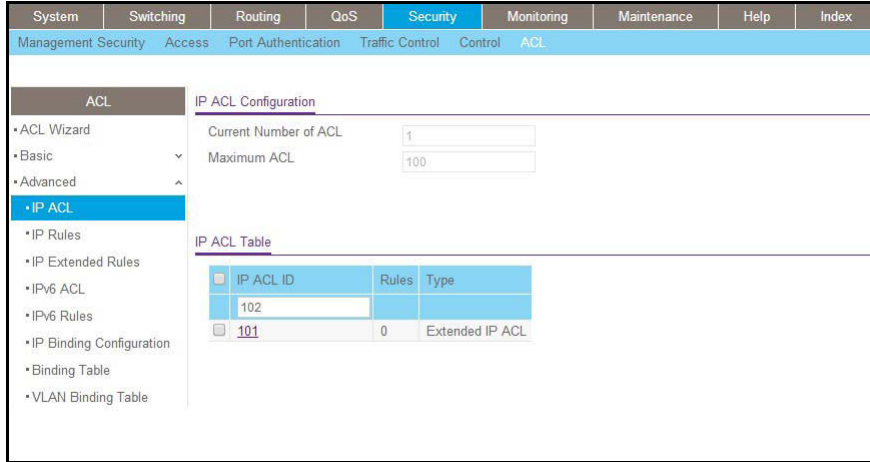 System Switching Routing QoS Security Monitoring Maintenance Help Index
Management Security Access Port Authentication Traffic Control Control ACL
ACL
ACL Wizard
Basic
Advanced
IP ACL
IP Rules
IP Extended Rules
IPv6 ACL
IPv6 Rules
IP Binding Configuration
Binding Table
VLAN Binding Table
IP ACL Configuration
Current Number of ACL 1
Maximum ACL 100
IP ACL Table
IP ACL ID Rules Type
102
101 0 Extended IP ACL